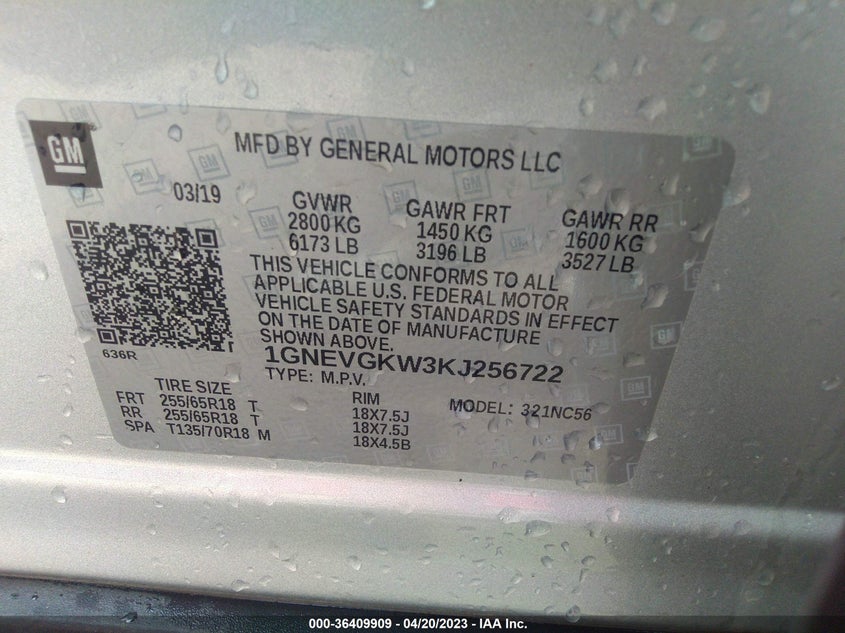 GM
MFD BY GENERAL MOTORS LLC
03/19
GVWR
2800 KG
6173 LB
GAWR FRT
1450 KG
3196 LB
GAWR RR
1600 KG
3527 LB
THIS VEHICLE CONFORMS TO ALL
APPLICABLE U.S. FEDERAL MOTOR
VEHICLE SAFETY STANDARDS IN EFFECT
ON THE DATE OF MANUFACTURE
SHOWN ABOVE.
636R
1GNEVGKW3KJ256722
TYPE: M.P.V.
TIRE SIZE
FRT 255/65R18 T
RR 255/65R18 T
SPA T135/70R18 M
RIM
18X7.5J
18X7.5J
18X4.5B
MODEL: 321NC56
000-36409909 - 04/20/2023 - IAA Inc.